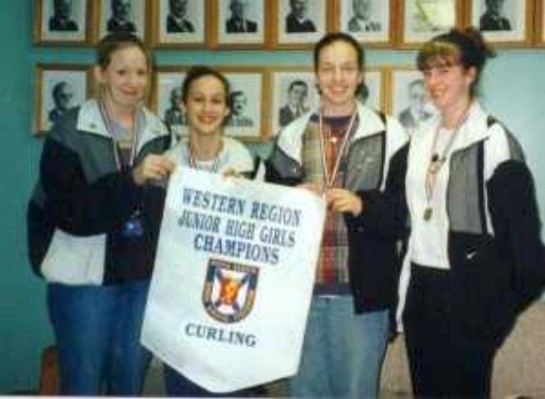 WESTERN REGION
JUNIOR HIGH GIRLS
CHAMPIONS
CURLING